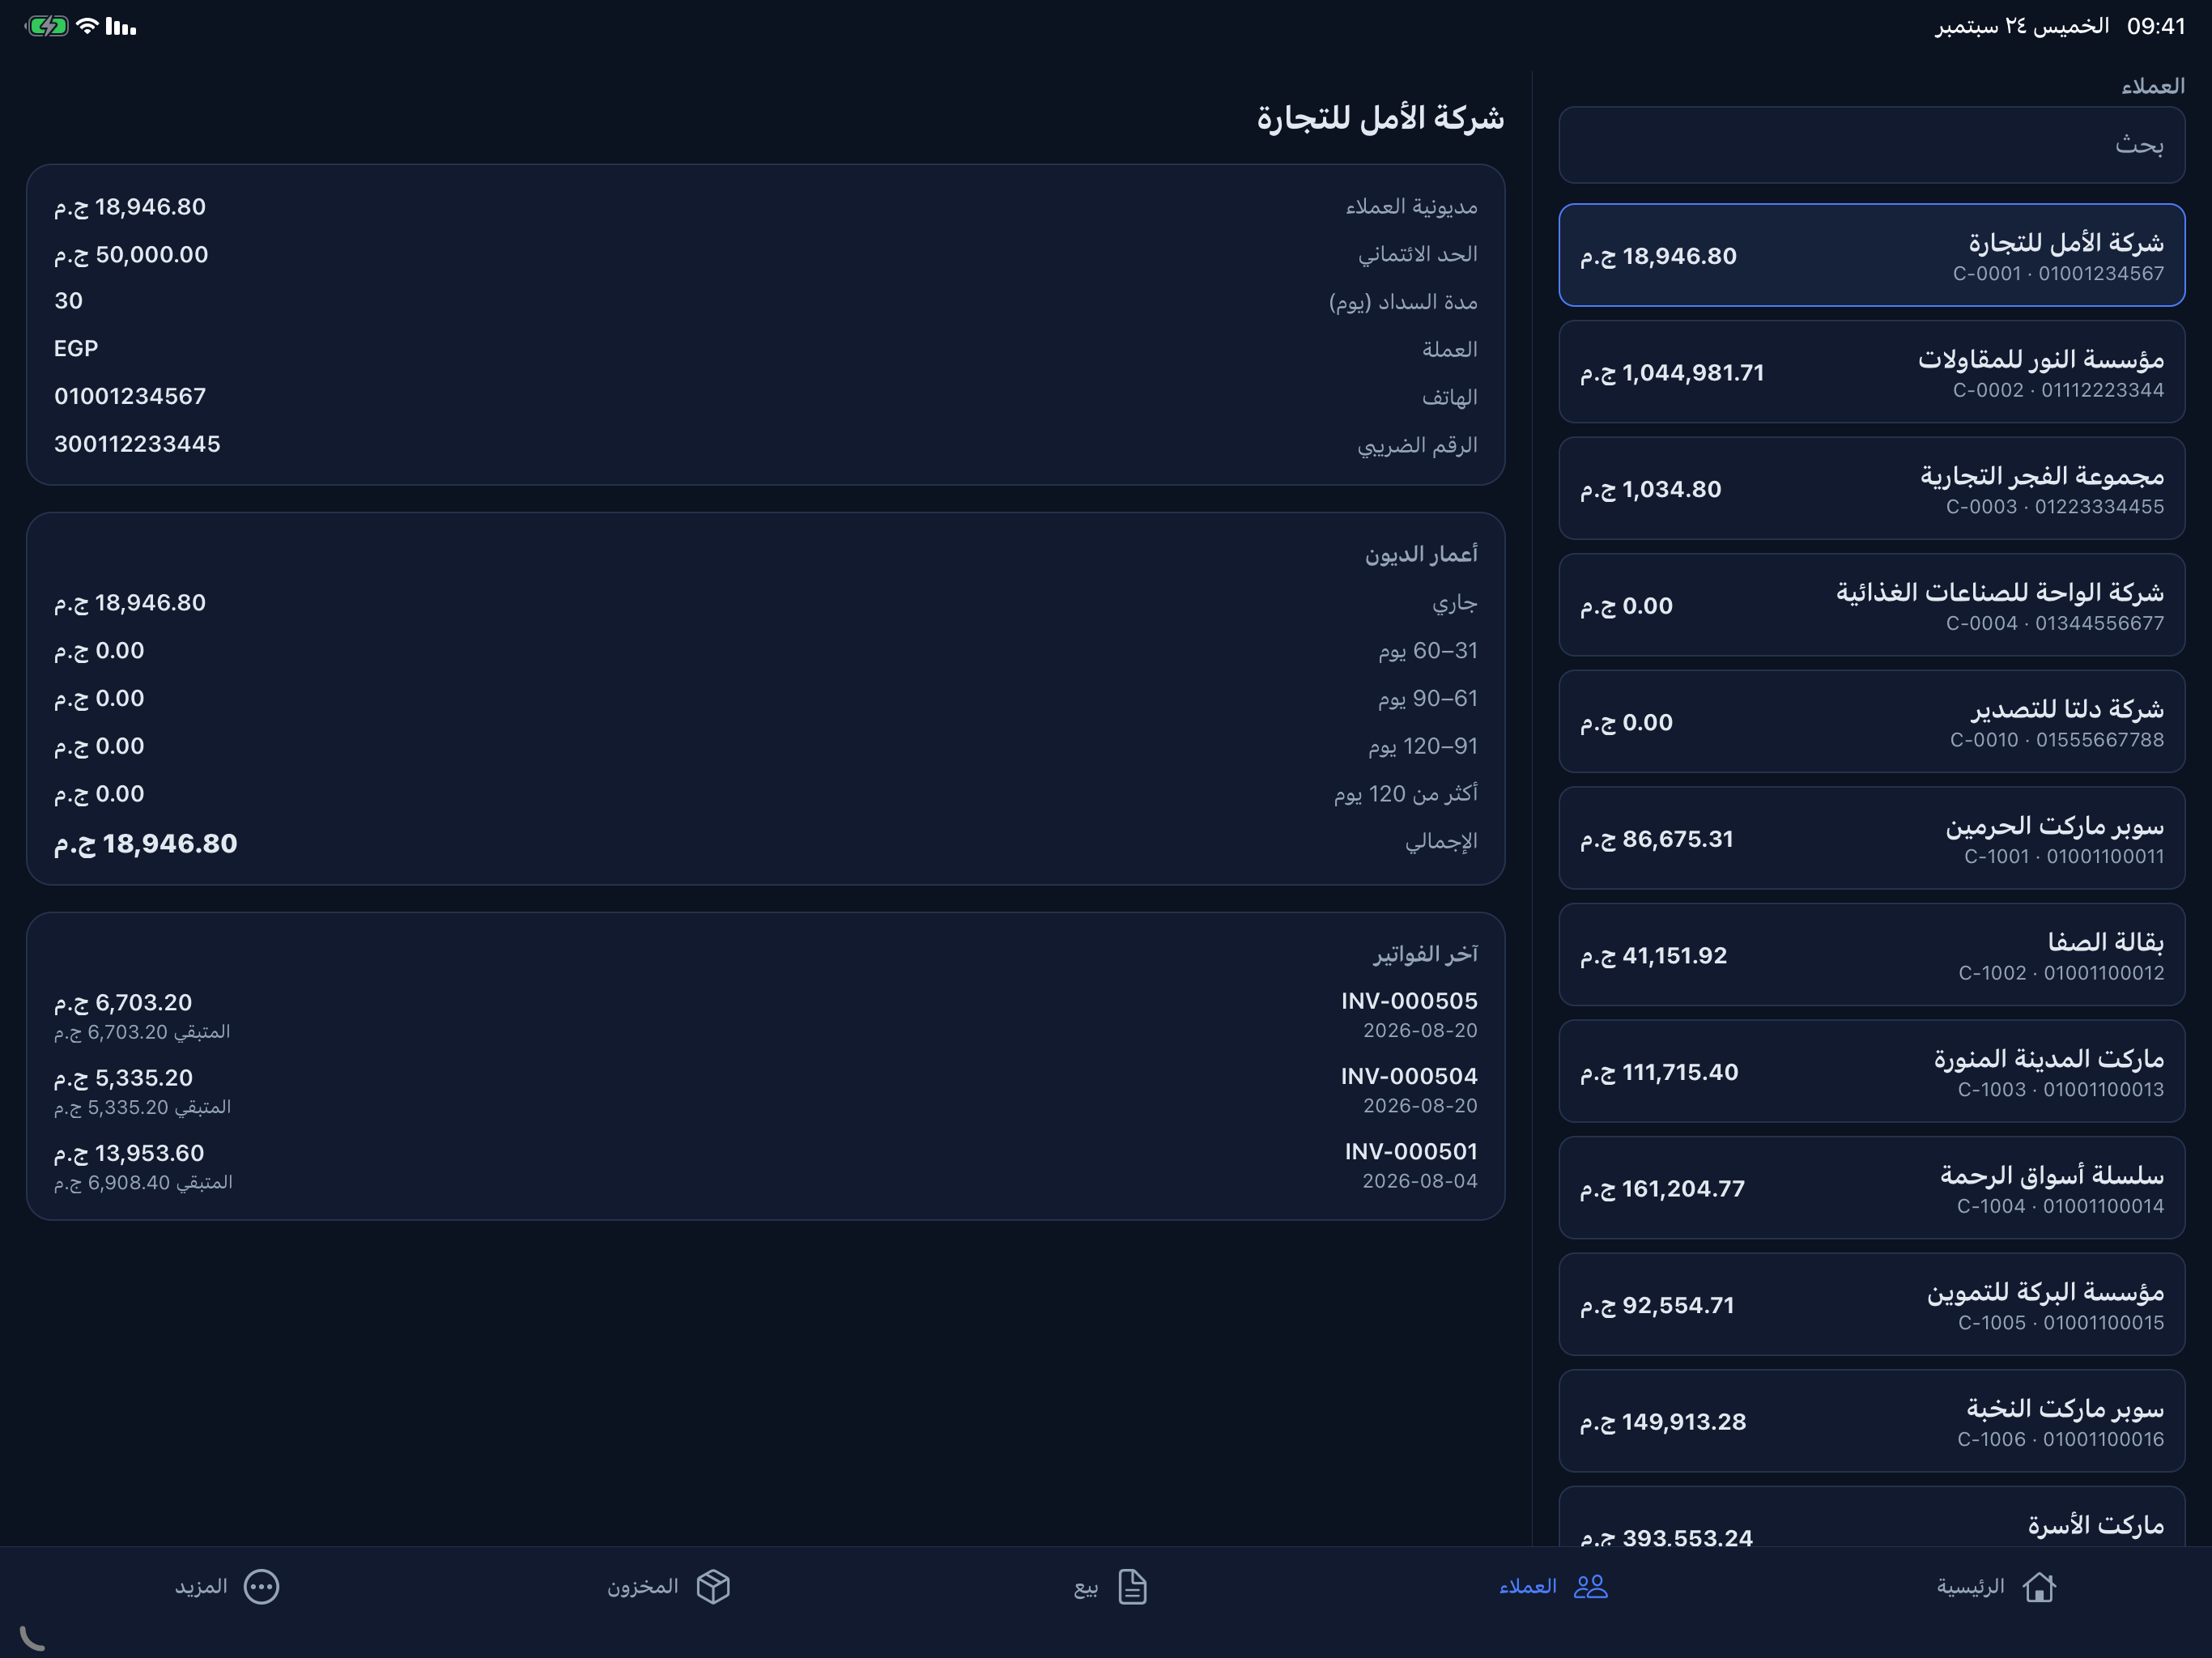 09:41 الخميس ٢٤ سبتمبر
العملاء
بحث
شركة الأمل للتجارة
C-0001 · 01001234567
18,946.80 ج.م
مؤسسة النور للمقاولات
C-0002 · 01112223344
1,044,981.71 ج.م
مجموعة الفجر التجارية
C-0003 · 01223334455
1,034.80 ج.م
شركة الواحة للصناعات الغذائية
C-0004 · 01344556677
0.00 ج.م
شركة دلتا للتصدير
C-0010 · 01555667788
0.00 ج.م
سوبر ماركت الحرمين
C-1001 · 01001100011
86,675.31 ج.م
بقالة الصفا
C-1002 · 01001100012
41,151.92 ج.م
ماركت المدينة المنورة
C-1003 · 01001100013
111,715.40 ج.م
سلسلة أسواق الرحمة
C-1004 · 01001100014
161,204.77 ج.م
مؤسسة البركة للتموين
C-1005 · 01001100015
92,554.71 ج.م
سوبر ماركت النخبة
C-1006 · 01001100016
149,913.28 ج.م
ماركت الأسرة
393,553.24 ج.م
شركة الأمل للتجارة
مديونية العملاء 18,946.80 ج.م
الحد الائتماني 50,000.00 ج.م
مدة السداد (يوم) 30
العملة EGP
الهاتف 01001234567
الرقم الضريبي 300112233445
أعمار الديون
جاري 18,946.80 ج.م
31–60 يوم 0.00 ج.م
61–90 يوم 0.00 ج.م
91–120 يوم 0.00 ج.م
أكثر من 120 يوم 0.00 ج.م
الإجمالي 18,946.80 ج.م
آخر الفواتير
INV-000505 6,703.20 ج.م
2026-08-20 المتبقي 6,703.20 ج.م
INV-000504 5,335.20 ج.م
2026-08-20 المتبقي 5,335.20 ج.م
INV-000501 13,953.60 ج.م
2026-08-04 المتبقي 6,908.40 ج.م
الرئيسية العملاء بيع المخزون المزيد